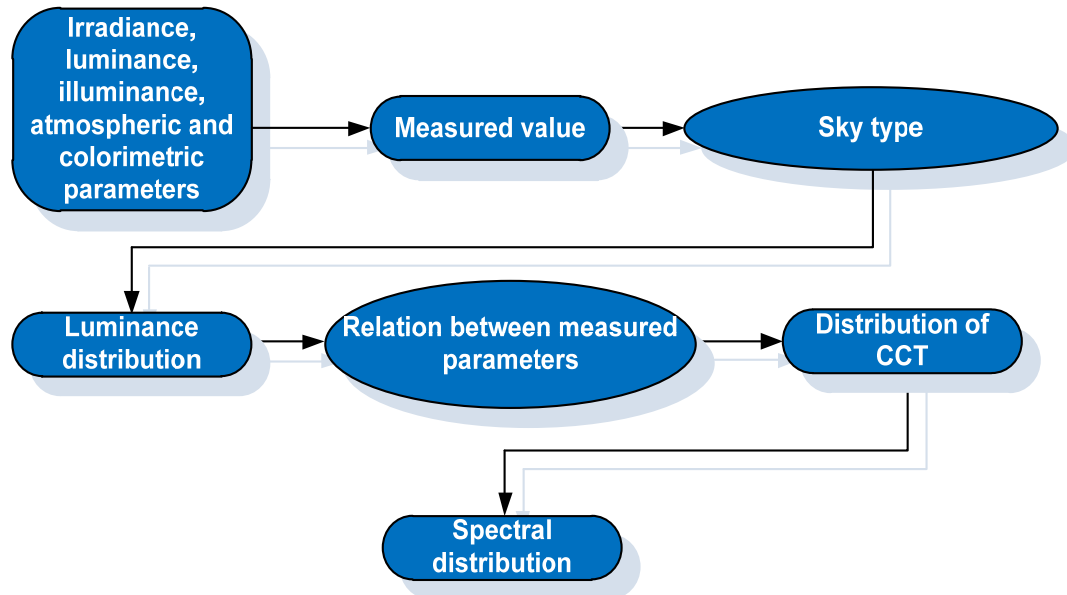 Irradiance,
luminance,
illuminance,
atmospheric and
colorimetric
parameters
Measured value
Sky type
Luminance
distribution
Relation between measured
parameters
Distribution of
CCT
Spectral
distribution